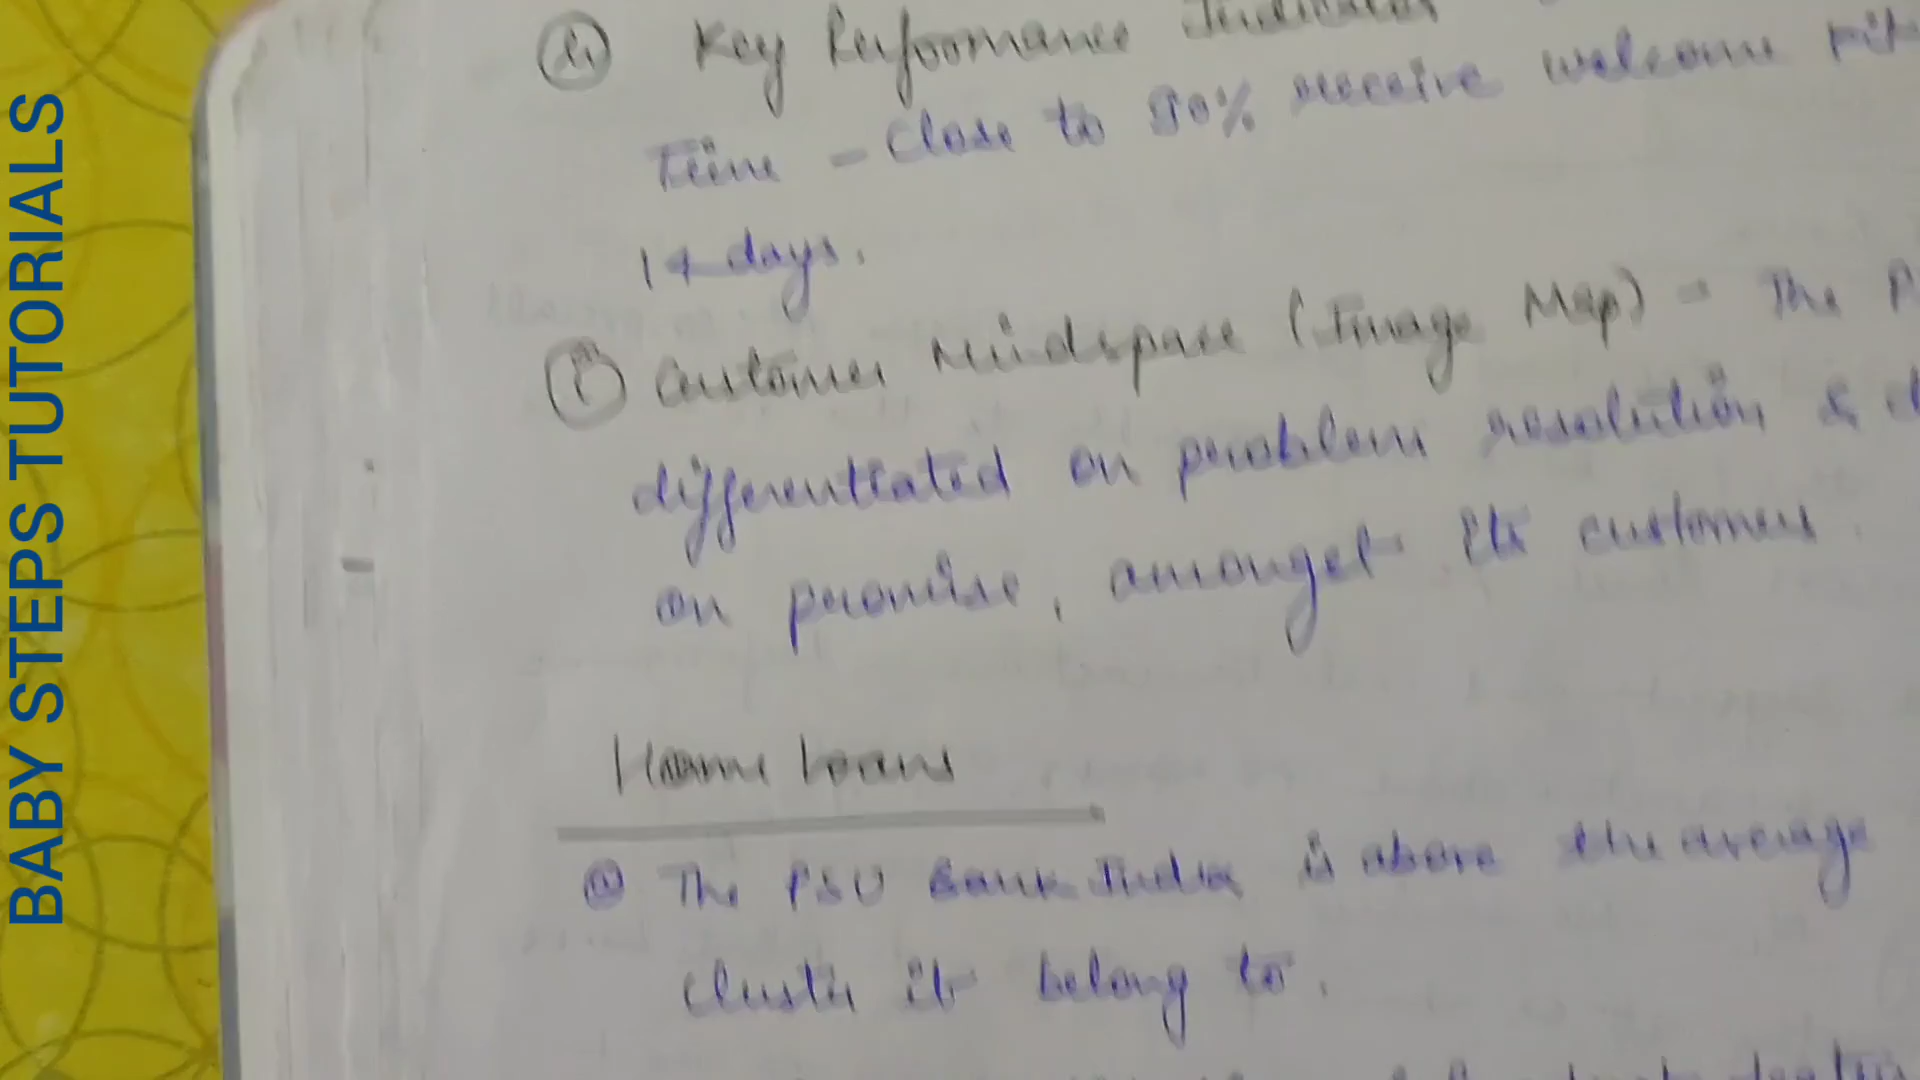 BABY STEPS TUTORIALS
(h) Key Performance Indicator
Time - Close to 90% receive welcome
14 days.
(i) Customer Mindspace (Image Map) - The
differentiated on problem resolution &
on promise, amongst its customers.
Home Loans
(a) The PSU Bank India is above the average
cluster it belong to.